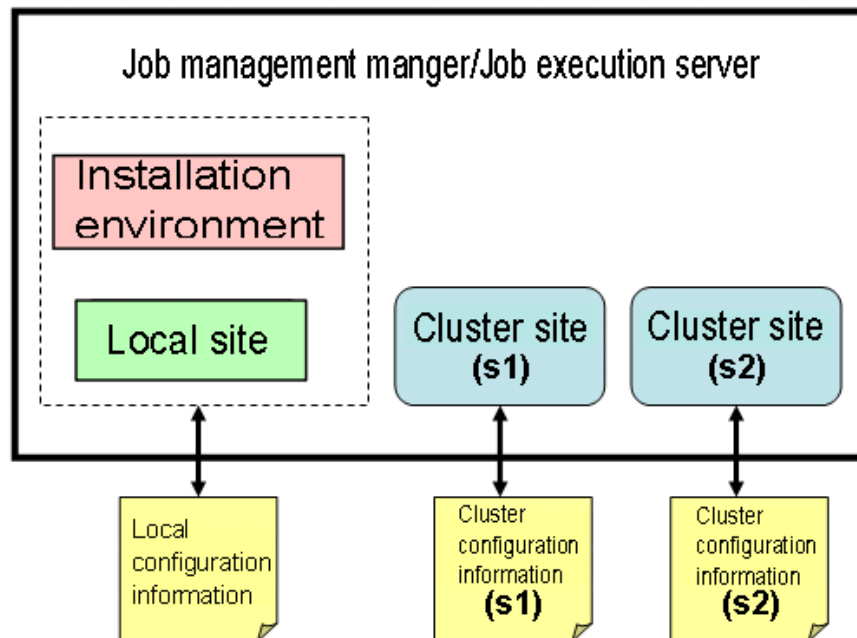 Job management manger/Job execution server
Installation
environment
Local site
Cluster site
(s1)
Cluster site
(s2)
Local
configuration
information
Cluster
configuration
information
(s1)
Cluster
configuration
information
(s2)